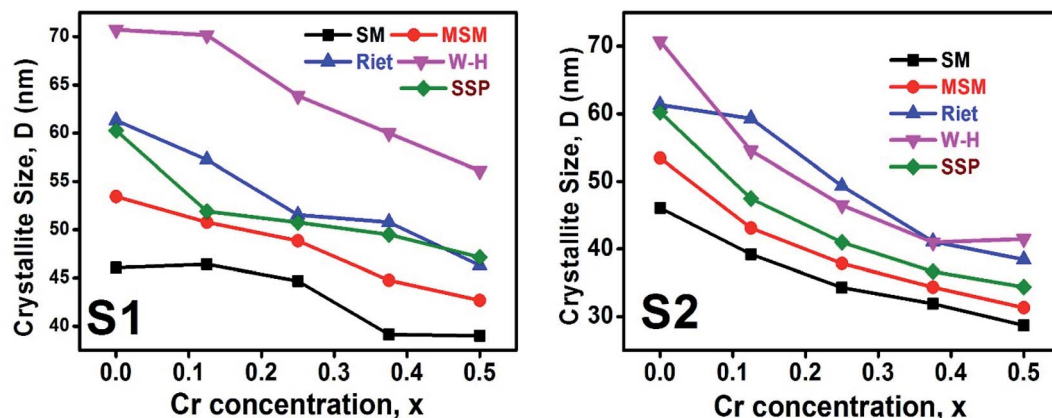 Crystallite Size, D (nm)
70
65
60
55
50
45
40
SM MSM
Riet W-H
SSP
S1
0.0 0.1 0.2 0.3 0.4 0.5
Cr concentration, x
Crystallite Size, D (nm)
70
60
50
40
30
SM
MSM
Riet
W-H
SSP
S2
0.0 0.1 0.2 0.3 0.4 0.5
Cr concentration, x